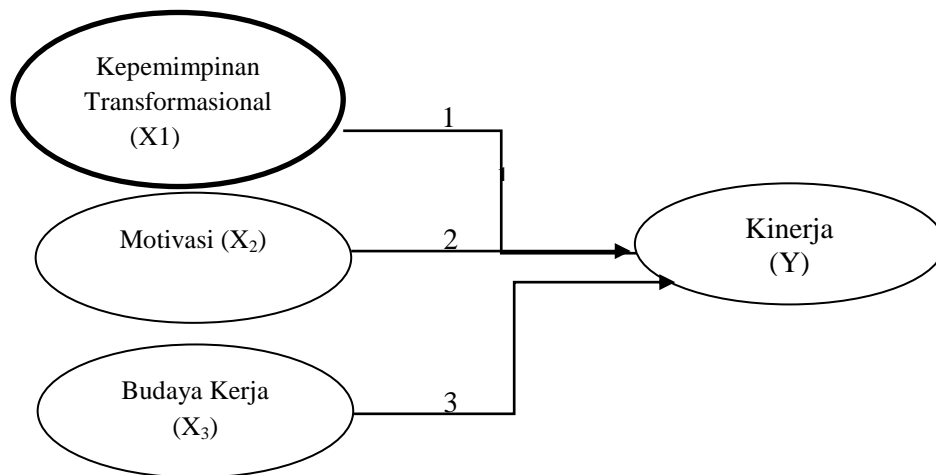 Kepemimpinan
Transformasional
(X1)
1
1
Motivasi (X₂)
2
Kinerja
(Y)
Budaya Kerja
(X₃)
3